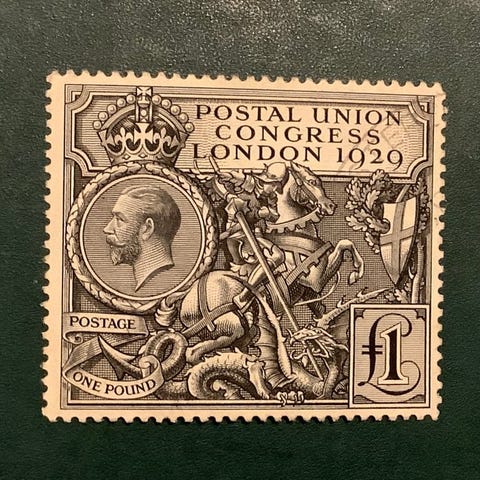 POSTAL UNION
CONGRESS
LONDON 1929
POSTAGE
ONE POUND
£1